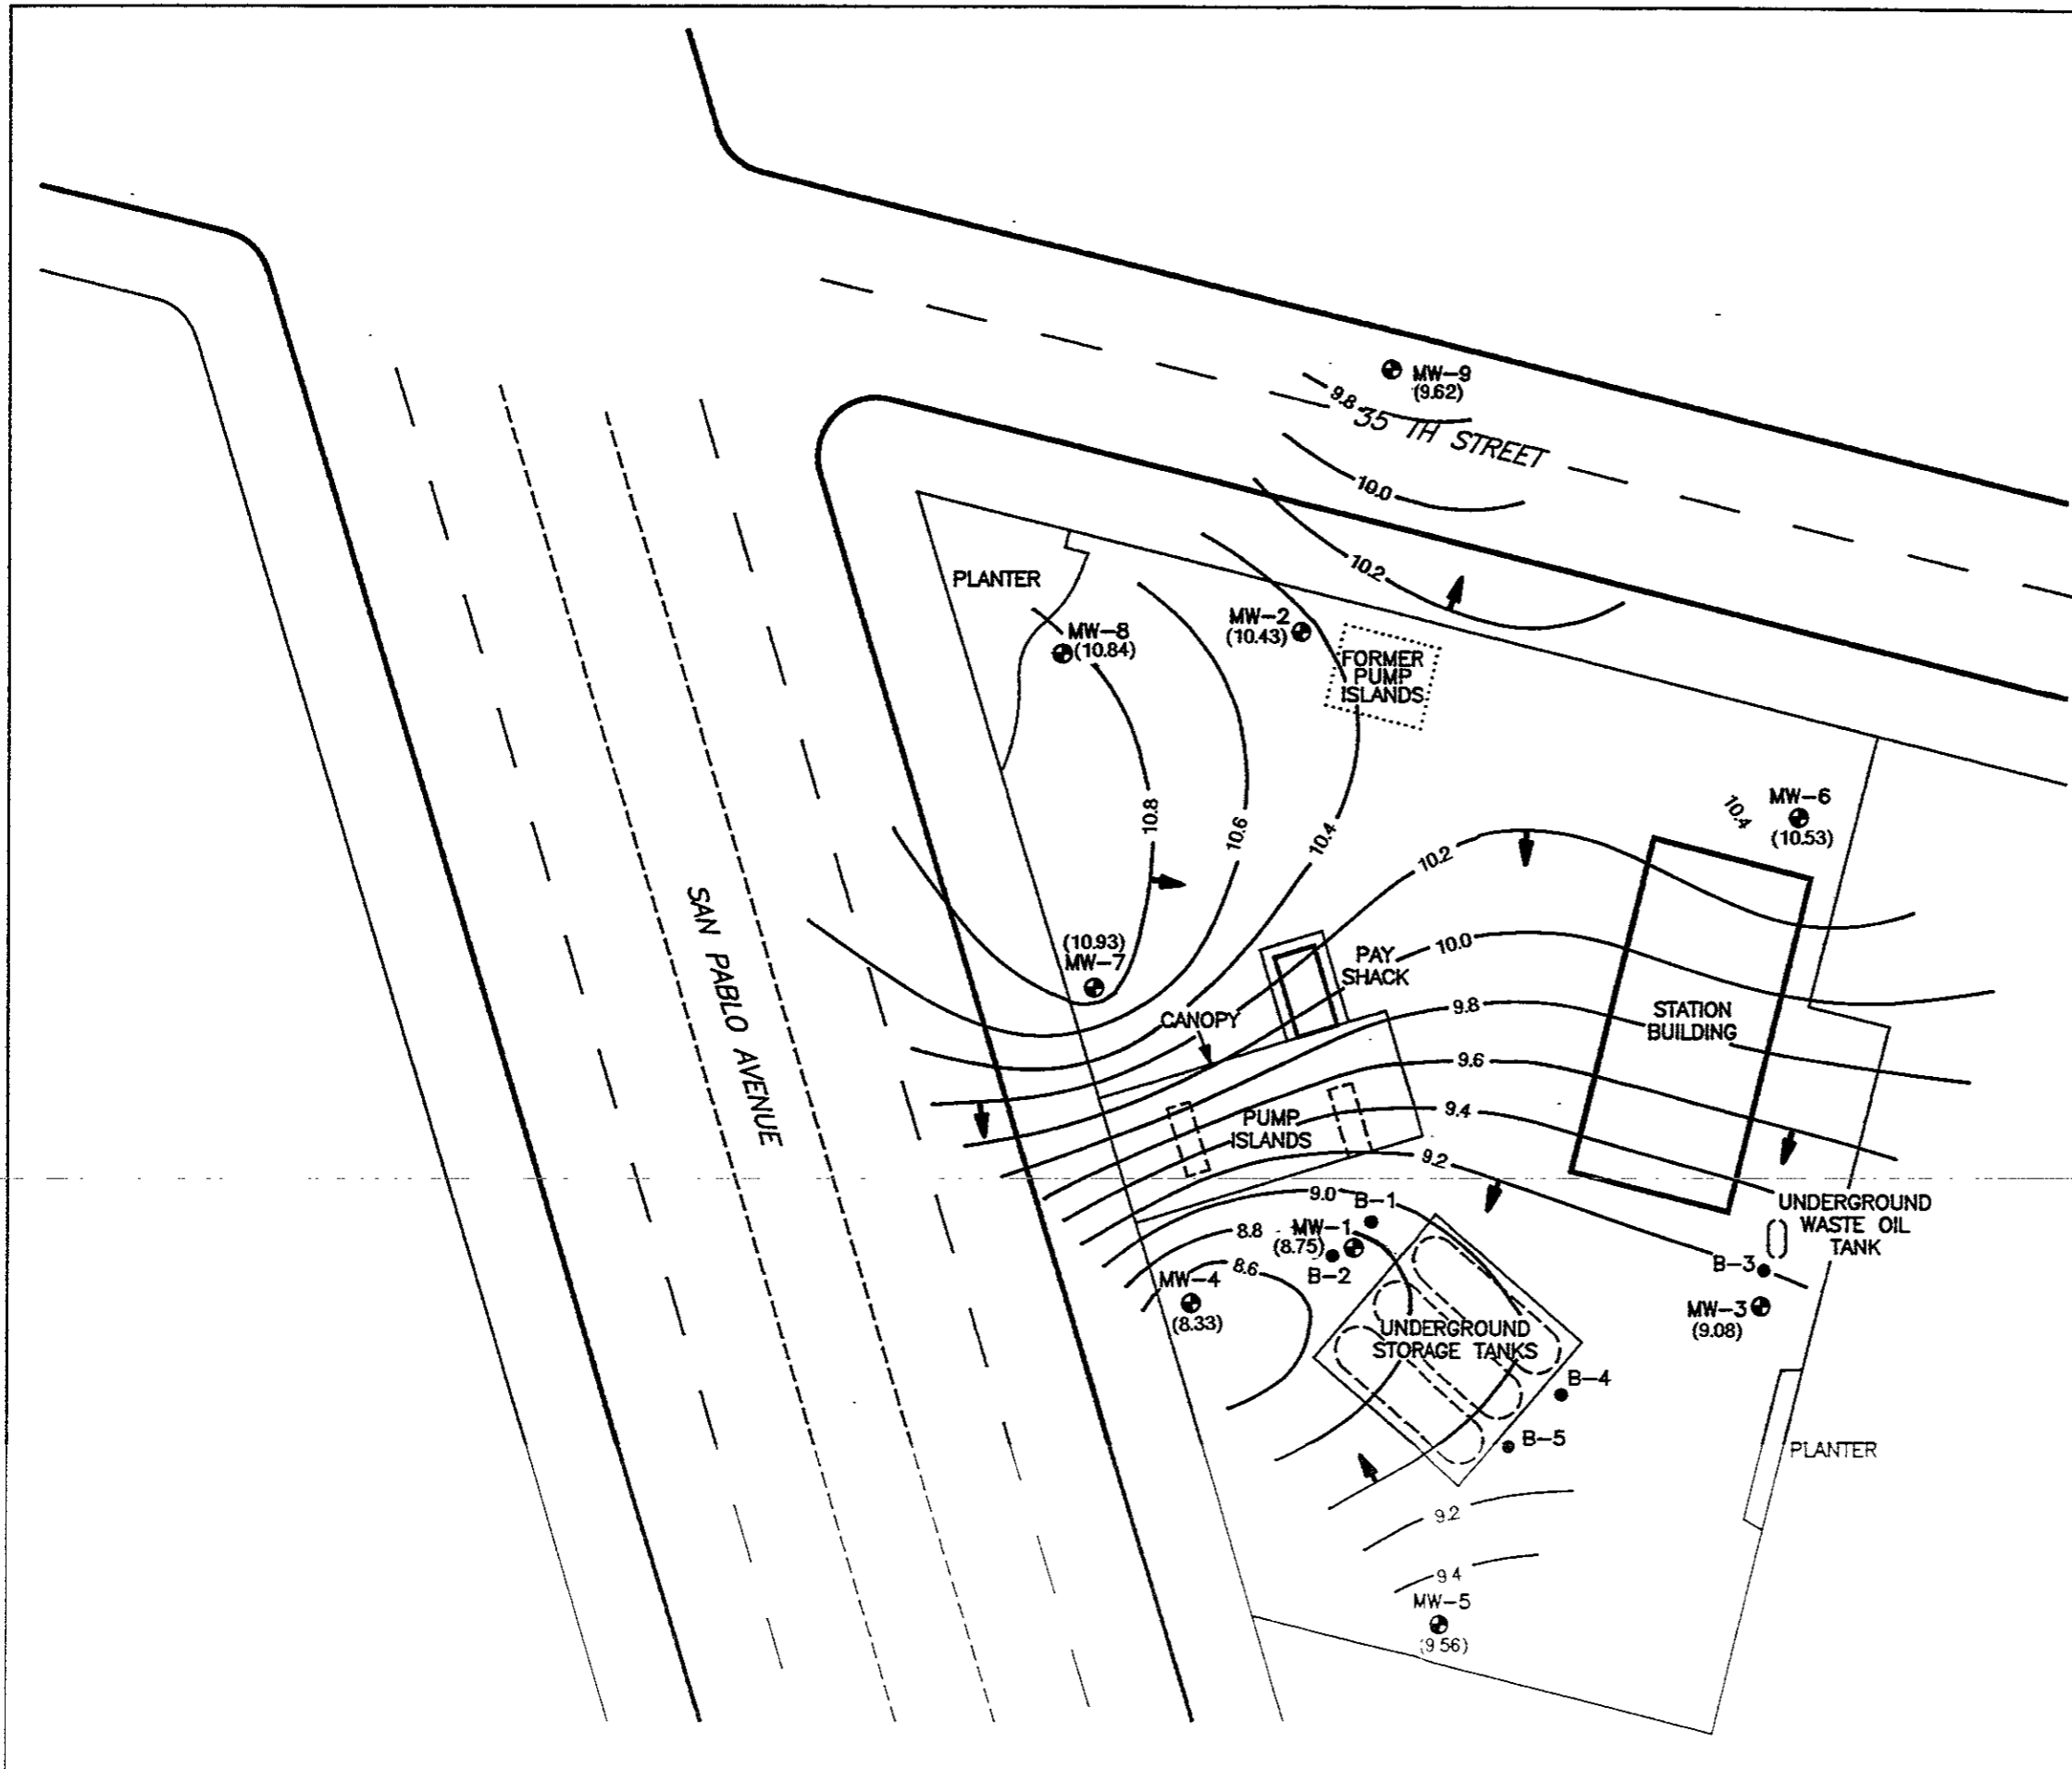 MW-9
(9.62)
9.8
35 TH STREET
10.0
10.2
PLANTER
MW-8
(10.84)
MW-2
(10.43)
FORMER
PUMP
ISLANDS
10.8
10.6
10.4
10.2
10.4
MW-6
(10.53)
SAN PABLO AVENUE
(10.93)
MW-7
PAY
SHACK
10.0
CANOPY
9.8
STATION
BUILDING
9.6
9.4
PUMP
ISLANDS
9.2
9.0
B-1
8.8
MW-1
(8.75)
B-2
8.6
MW-4
(8.33)
UNDERGROUND
WASTE OIL
TANK
B-3
MW-3
(9.08)
UNDERGROUND
STORAGE TANKS
B-4
B-5
PLANTER
9.2
9.4
MW-5
(9.56)